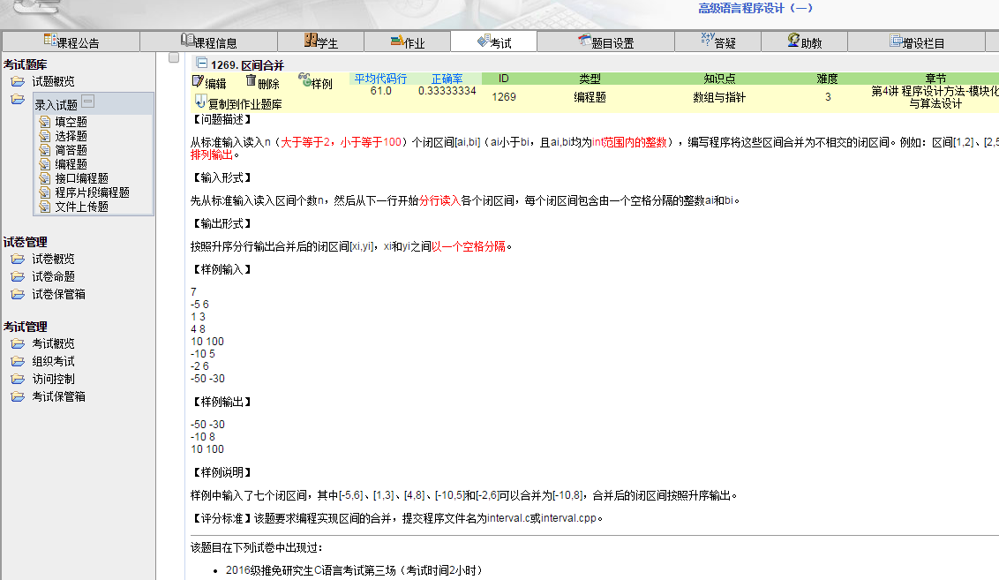 高级语言程序设计（一）
课程公告 课程信息 学生 作业 考试 题目设置 答疑 助教 增设栏目
考试题库
试题概览
录入试题
填空题
选择题
简答题
编程题
接口编程题
程序片段编程题
文件上传题
试卷管理
试卷概览
试卷命题
试卷保管箱
考试管理
考试概览
组织考试
访问控制
考试保管箱
1269. 区间合并
编辑 删除 样例 平均代码行 正确率 ID 类型 知识点 难度 章节
61.0 0.33333334 1269 编程题 数组与指针 3 第4讲 程序设计方法-模块化
与算法设计
复制到作业题库
【问题描述】
从标准输入读入n（大于等于2，小于等于100）个闭区间[ai,bi]（ai小于bi，且ai,bi均为int范围内的整数），编写程序将这些区间合并为不相交的闭区间。例如：区间[1,2]、[2,5
排列输出。
【输入形式】
先从标准输入读入区间个数n，然后从下一行开始分行读入各个闭区间，每个闭区间包含由一个空格分隔的整数ai和bi。
【输出形式】
按照升序分行输出合并后的闭区间[xi,yi]，xi和yi之间以一个空格分隔。
【样例输入】
7
-5 6
1 3
4 8
10 100
-10 5
-2 6
-50 -30
【样例输出】
-50 -30
-10 8
10 100
【样例说明】
样例中输入了七个闭区间，其中[-5,6]、[1,3]、[4,8]、[-10,5]和[-2,6]可以合并为[-10,8]，合并后的闭区间按照升序输出。
【评分标准】该题要求编程实现区间的合并，提交程序文件名为interval.c或interval.cpp。
该题目在下列试卷中出现过：
• 2016级推免研究生C语言考试第三场（考试时间2小时）